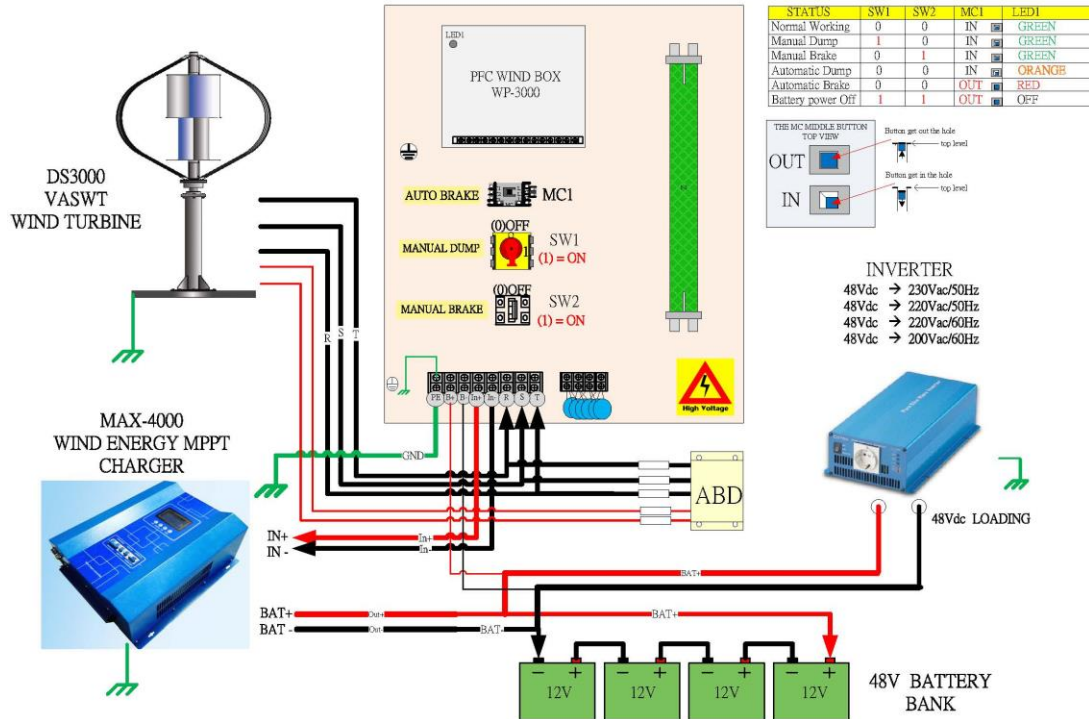 DS3000
VASWT
WIND TURBINE
R
S
T
LED1
PFC WIND BOX
WP-3000
AUTO BRAKE
MC1
(0)OFF
MANUAL DUMP
1
SW1
(1) = ON
(0)OFF
MANUAL BRAKE
SW2
(1) = ON
PE B+ B- In+ In- R S T
High Voltage
STATUS SW1 SW2 MC1 LED1
Normal Working 0 0 IN GREEN
Manual Dump 1 0 IN GREEN
Manual Brake 0 1 IN GREEN
Automatic Dump 0 0 IN ORANGE
Automatic Brake 0 0 OUT RED
Battery power Off 1 1 OUT OFF
THE MC MIDDLE BUTTON
TOP VIEW
OUT
Button get out the hole
top level
IN
Button get in the hole
top level
INVERTER
48Vdc → 230Vac/50Hz
48Vdc → 220Vac/50Hz
48Vdc → 220Vac/60Hz
48Vdc → 200Vac/60Hz
48Vdc LOADING
GND
ABD
MAX-4000
WIND ENERGY MPPT
CHARGER
IN+ In+
IN - In-
BAT+
BAT+ Out+ BAT+
BAT - Out- BAT-
− + − + − + − +
12V 12V 12V 12V
48V BATTERY
BANK